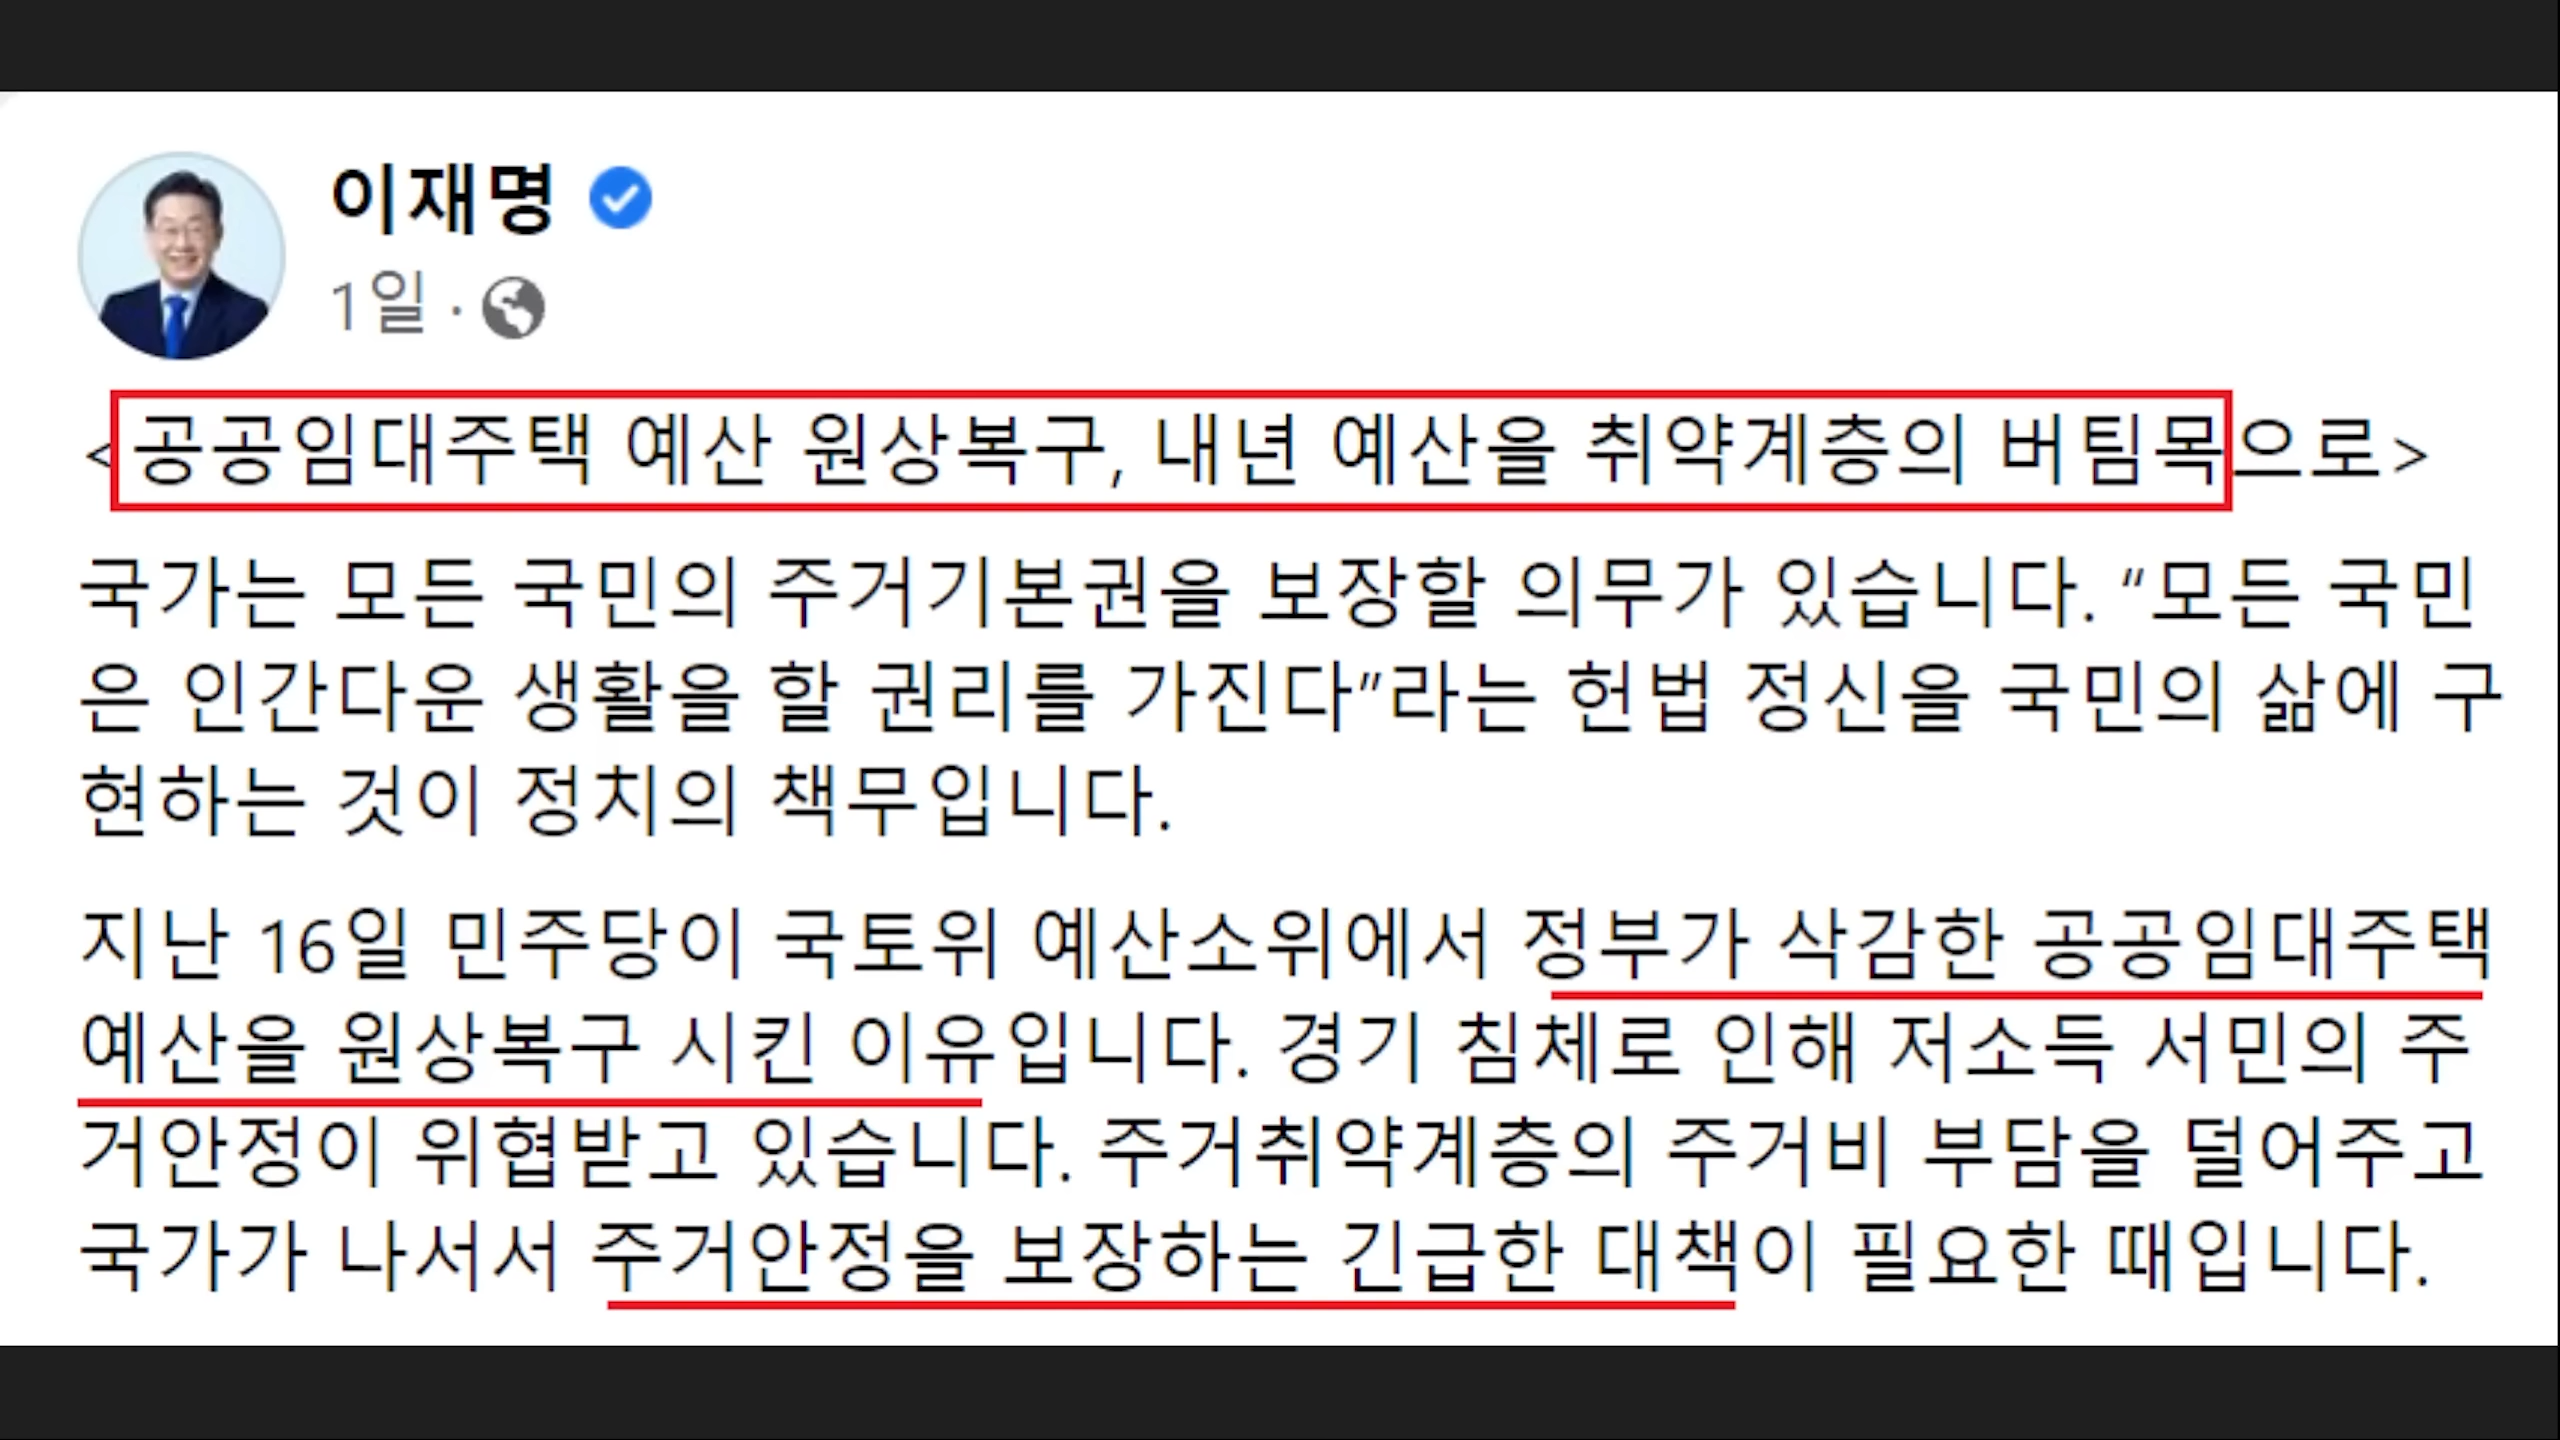 이재명
1일 ·
<공공임대주택 예산 원상복구, 내년 예산을 취약계층의 버팀목으로>
국가는 모든 국민의 주거기본권을 보장할 의무가 있습니다. "모든 국민
은 인간다운 생활을 할 권리를 가진다"라는 헌법 정신을 국민의 삶에 구
현하는 것이 정치의 책무입니다.
지난 16일 민주당이 국토위 예산소위에서 정부가 삭감한 공공임대주택
예산을 원상복구 시킨 이유입니다. 경기 침체로 인해 저소득 서민의 주
거안정이 위협받고 있습니다. 주거취약계층의 주거비 부담을 덜어주고
국가가 나서서 주거안정을 보장하는 긴급한 대책이 필요한 때입니다.